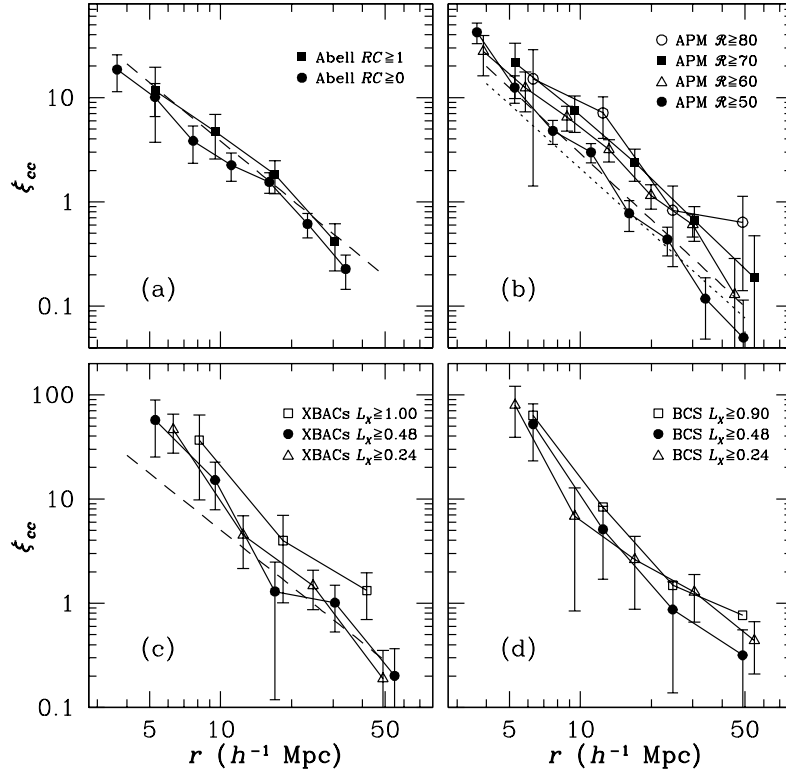 Abell RC≧1
Abell RC≧0
(a)
APM ℛ≧80
APM ℛ≧70
APM ℛ≧60
APM ℛ≧50
(b)
10
1
0.1
ξcc
XBACs Lx≧1.00
XBACs Lx≧0.48
XBACs Lx≧0.24
(c)
BCS Lx≧0.90
BCS Lx≧0.48
BCS Lx≧0.24
(d)
100
10
1
0.1
ξcc
5 10 50
5 10 50
r (h⁻¹ Mpc)
r (h⁻¹ Mpc)